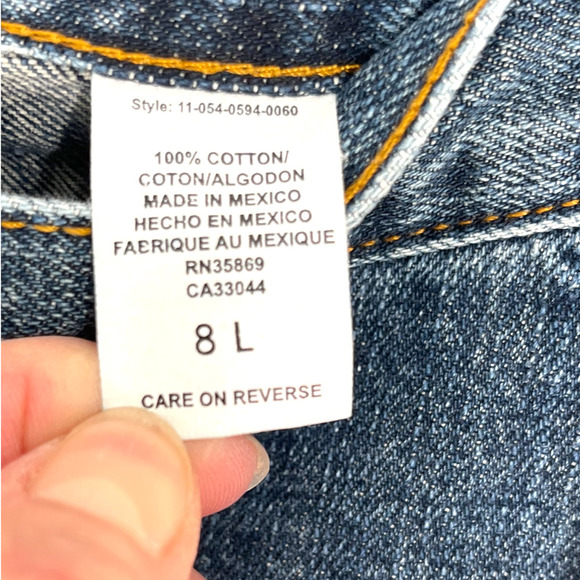 Style: 11-054-0594-0060
100% COTTON/
COTON/ALGODON
MADE IN MEXICO
HECHO EN MEXICO
FABRIQUE AU MEXIQUE
RN35869
CA33044
8 L
CARE ON REVERSE